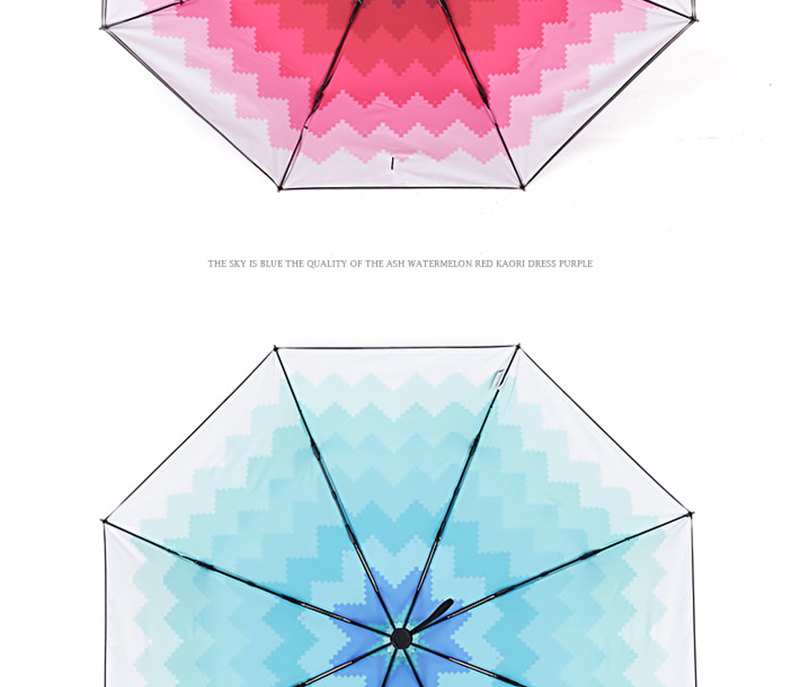 THE SKY IS BLUE THE QUALITY OF THE ASH WATERMELON RED KAORI DRESS PURPLE